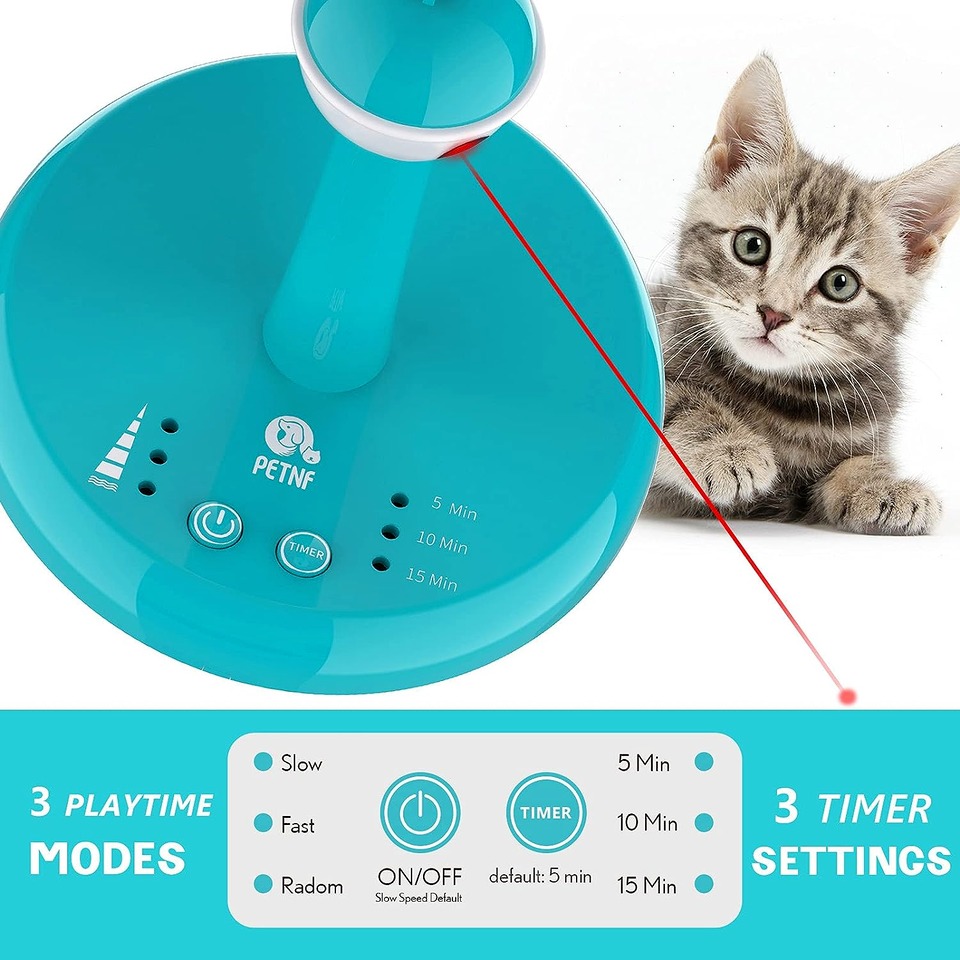 PETNF
TIMER
5 Min
10 Min
15 Min
3 PLAYTIME
MODES
Slow
Fast
Radom
ON/OFF
Slow Speed Default
TIMER
default: 5 min
5 Min
10 Min
15 Min
3 TIMER
SETTINGS